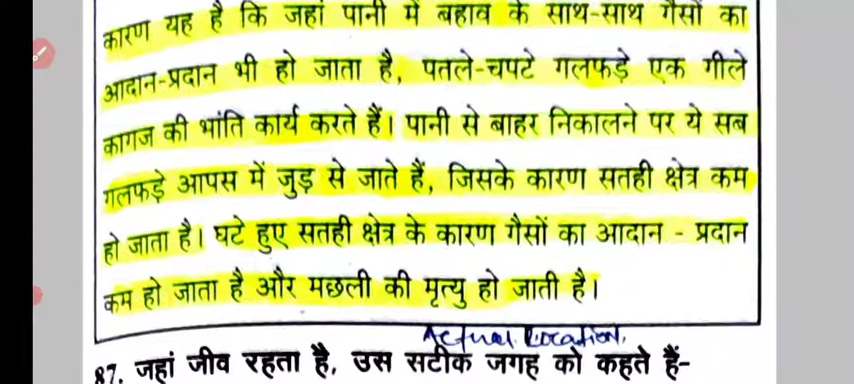 कारण यह है कि जहां पानी में बहाव के साथ-साथ गैसों का
आदान-प्रदान भी हो जाता है, पतले-चपटे गलफड़े एक गीले
कागज की भांति कार्य करते हैं। पानी से बाहर निकालने पर ये सब
गलफड़े आपस में जुड़ से जाते हैं, जिसके कारण सतही क्षेत्र कम
हो जाता है। घटे हुए सतही क्षेत्र के कारण गैसों का आदान - प्रदान
कम हो जाता है और मछली की मृत्यु हो जाती है।
Actual Location.
87. जहां जीव रहता है, उस सटीक जगह को कहते हैं-